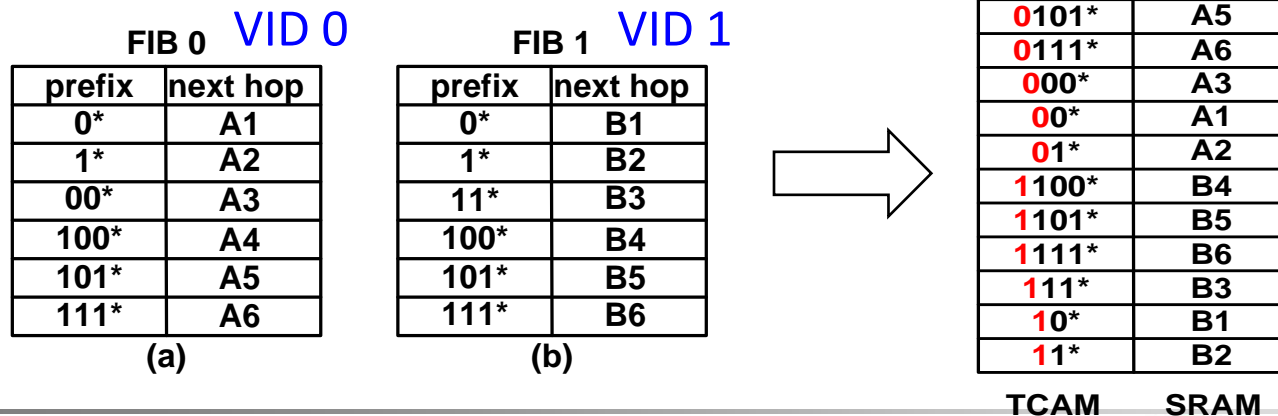 FIB 0 VID 0
prefix next hop
0* A1
1* A2
00* A3
100* A4
101* A5
111* A6
(a)
FIB 1 VID 1
prefix next hop
0* B1
1* B2
11* B3
100* B4
101* B5
111* B6
(b)
0101* A5
0111* A6
000* A3
00* A1
01* A2
1100* B4
1101* B5
1111* B6
111* B3
10* B1
11* B2
TCAM SRAM